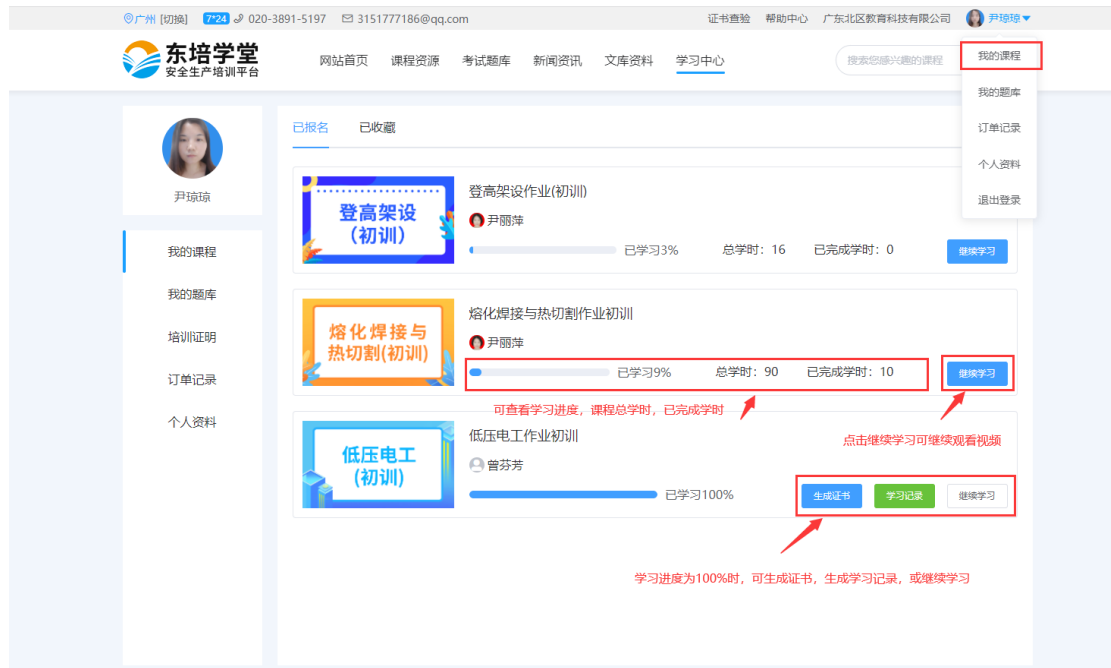 广州 [切换] 7*24 020-3891-5197 3151777186@qq.com 证书查验 帮助中心 广东北区教育科技有限公司 尹琼琼
东培学堂
安全生产培训平台
网站首页 课程资源 考试题库 新闻资讯 文库资料 学习中心 搜索您感兴趣的课程
我的课程
我的题库
订单记录
个人资料
退出登录
尹琼琼
我的课程
我的题库
培训证明
订单记录
个人资料
已报名 已收藏
登高架设
(初训)
登高架设作业(初训)
尹丽萍
已学习3% 总学时：16 已完成学时：0 继续学习
熔化焊接与
热切割(初训)
熔化焊接与热切割作业初训
尹丽萍
已学习9% 总学时：90 已完成学时：10 继续学习
可查看学习进度，课程总学时，已完成学时
点击继续学习可继续观看视频
低压电工
(初训)
低压电工作业初训
曾芬芳
已学习100% 生成证书 学习记录 继续学习
学习进度为100%时，可生成证书，生成学习记录，或继续学习